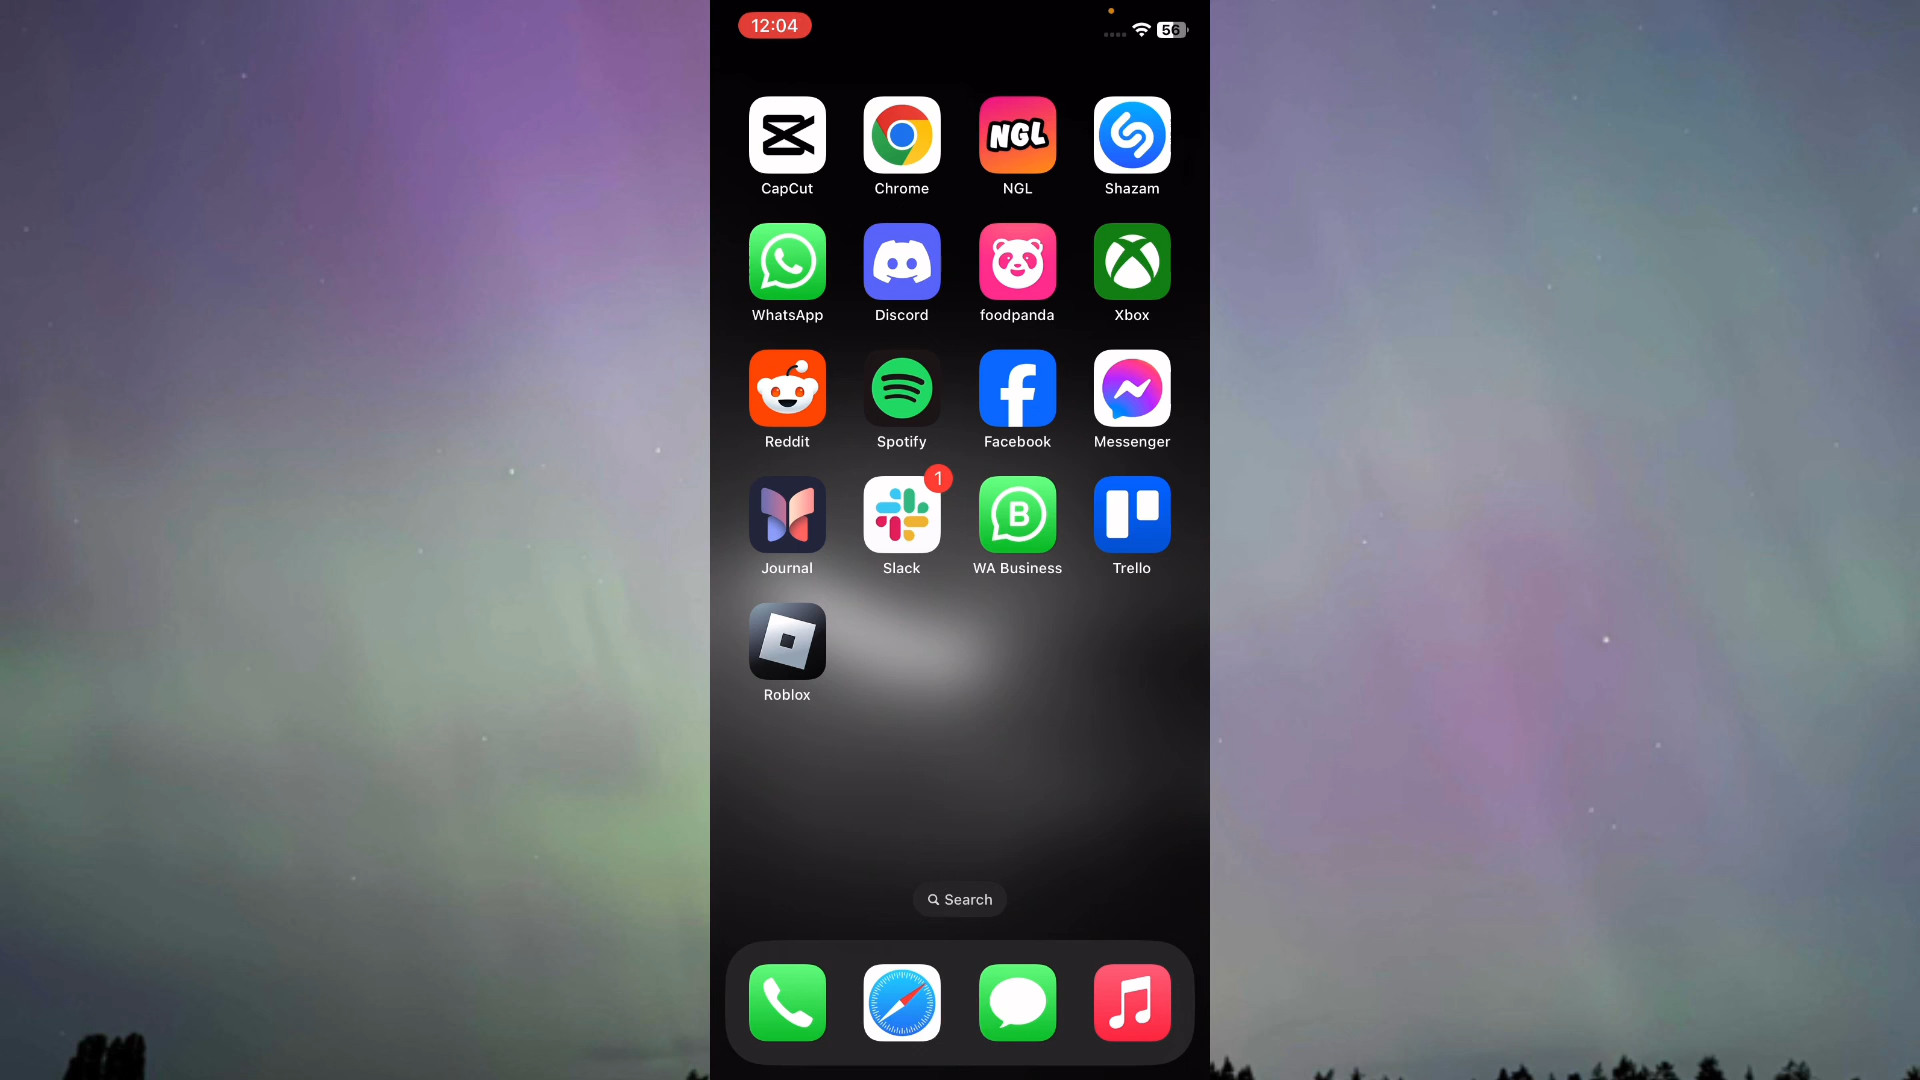 12:04
56
NGL
CapCut Chrome NGL Shazam
WhatsApp Discord foodpanda Xbox
Reddit Spotify Facebook Messenger
1
B
Journal Slack WA Business Trello
Roblox
Search